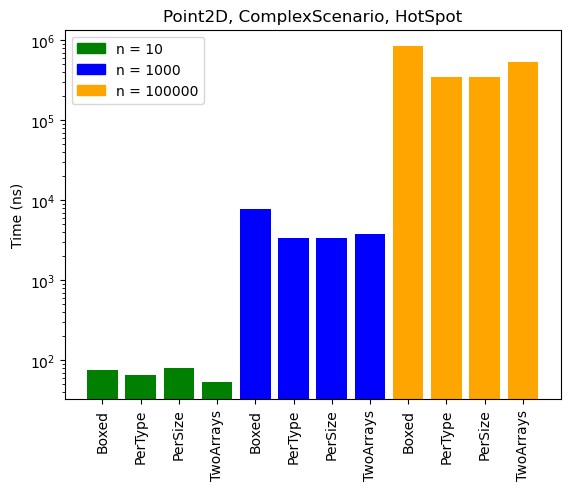 Point2D, ComplexScenario, HotSpot
n = 10
n = 1000
n = 100000
Time (ns)
10^6
10^5
10^4
10^3
10^2
Boxed
PerType
PerSize
TwoArrays
Boxed
PerType
PerSize
TwoArrays
Boxed
PerType
PerSize
TwoArrays